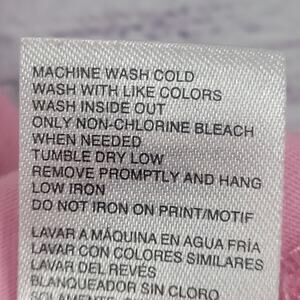 MACHINE WASH COLD
WASH WITH LIKE COLORS
WASH INSIDE OUT
ONLY NON-CHLORINE BLEACH
WHEN NEEDED
TUMBLE DRY LOW
REMOVE PROMPTLY AND HANG
LOW IRON
DO NOT IRON ON PRINT/MOTIF
LAVAR A MÁQUINA EN AGUA FRÍA
LAVAR CON COLORES SIMILARES
LAVAR DEL REVÉS
BLANQUEADOR SIN CLORO